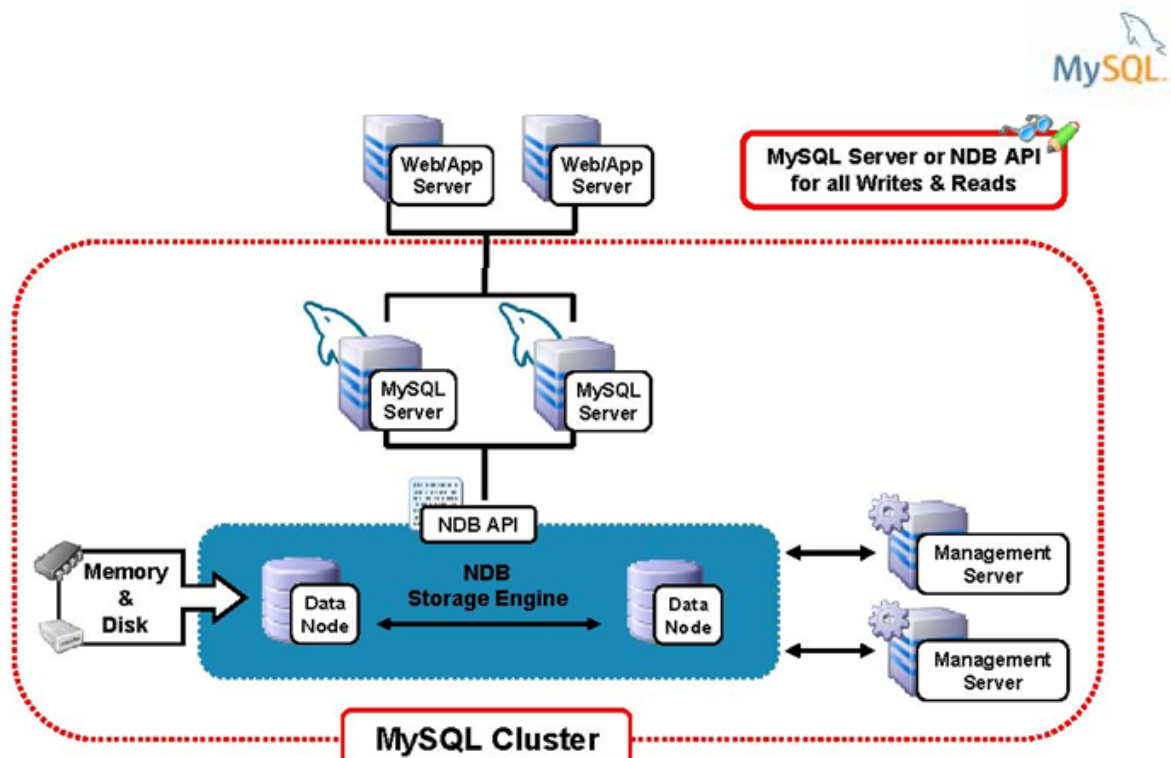 MySQL.
Web/App
Server
Web/App
Server
MySQL Server or NDB API
for all Writes & Reads
MySQL
Server
MySQL
Server
NDB API
Memory
&
Disk
Data
Node
NDB
Storage Engine
Data
Node
Management
Server
Management
Server
MySQL Cluster